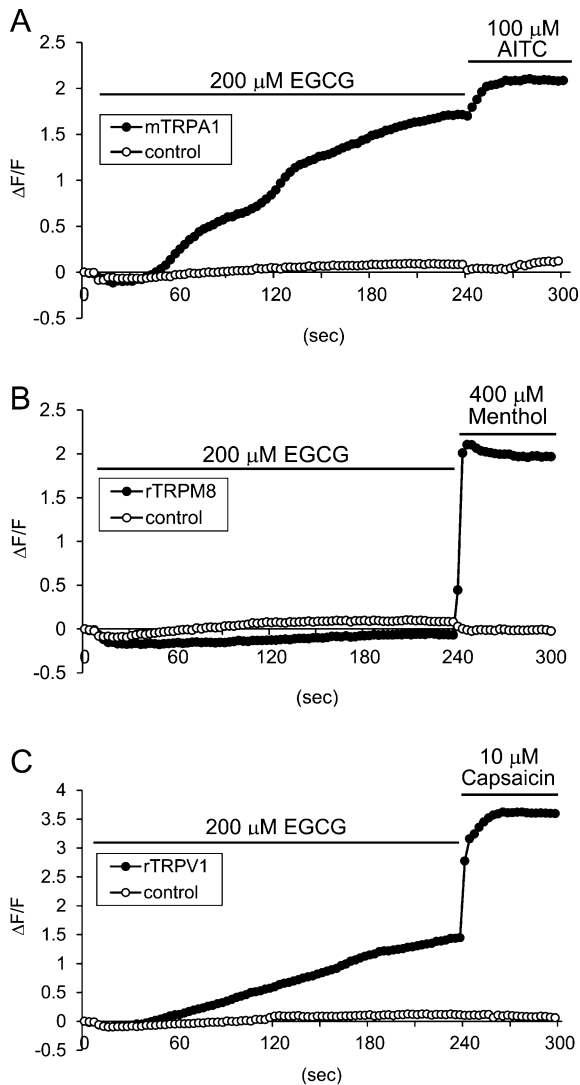 A
100 μM
AITC
200 μM EGCG
mTRPA1
control
ΔF/F
2.5
2
1.5
1
0.5
0
-0.5
0 60 120 180 240 300
(sec)
B
400 μM
Menthol
200 μM EGCG
rTRPM8
control
ΔF/F
2.5
2
1.5
1
0.5
0
-0.5
0 60 120 180 240 300
(sec)
C
10 μM
Capsaicin
200 μM EGCG
rTRPV1
control
ΔF/F
4
3.5
3
2.5
2
1.5
1
0.5
0
-0.5
0 60 120 180 240 300
(sec)